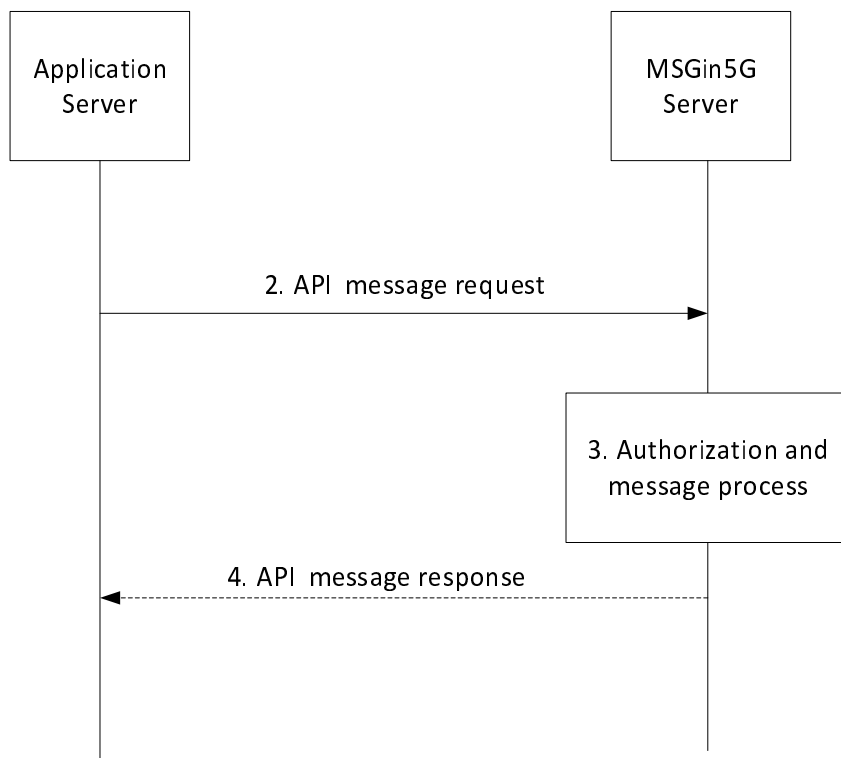 Application
Server
MSGin5G
Server
2. API message request
3. Authorization and
message process
4. API message response